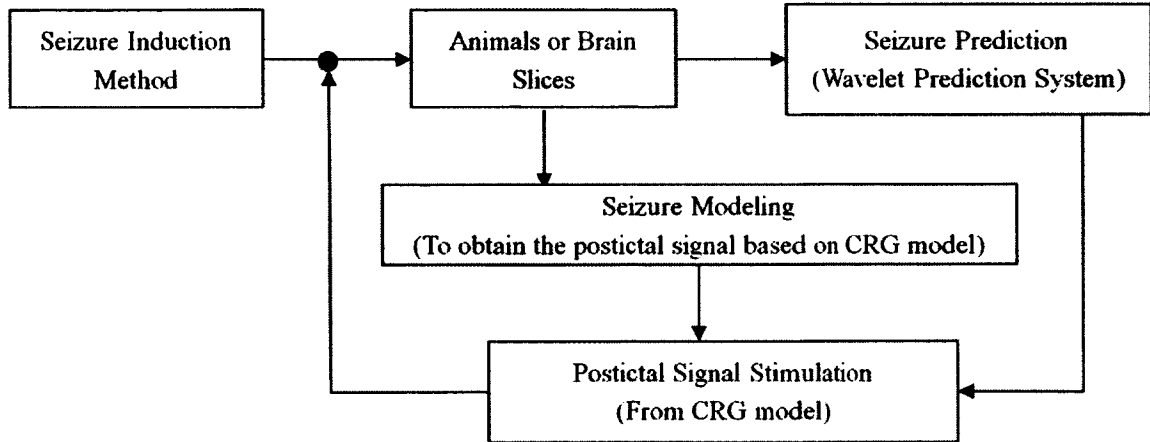 Seizure Induction
Method
Animals or Brain
Slices
Seizure Prediction
(Wavelet Prediction System)
Seizure Modeling
(To obtain the postictal signal based on CRG model)
Postictal Signal Stimulation
(From CRG model)